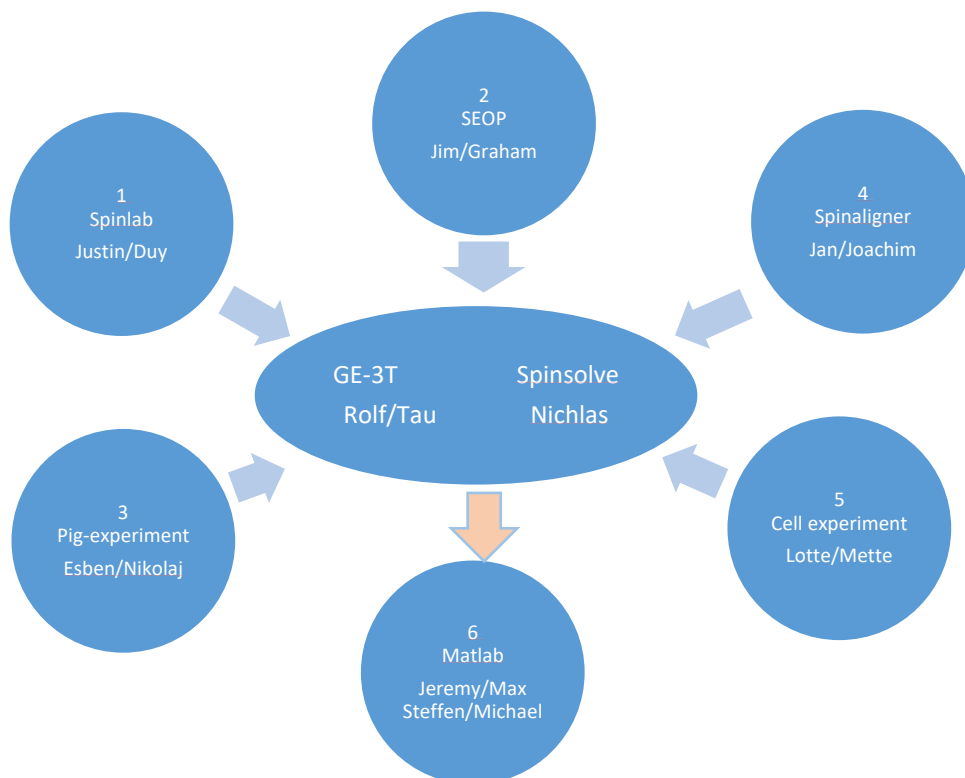 2
SEOP
Jim/Graham
1
Spinlab
Justin/Duy
4
Spinaligner
Jan/Joachim
GE-3T
Rolf/Tau
Spinsolve
Nichlas
3
Pig-experiment
Esben/Nikolaj
5
Cell experiment
Lotte/Mette
6
Matlab
Jeremy/Max
Steffen/Michael